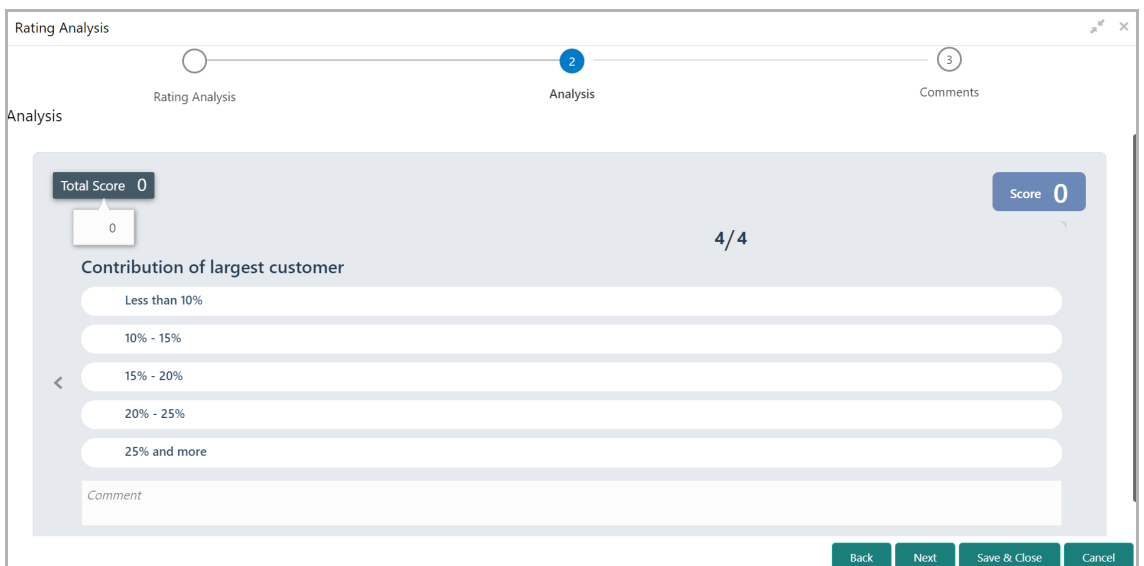 Rating Analysis
2
3
Rating Analysis
Analysis
Comments
Analysis
Total Score 0
Score 0
0
4/4
Contribution of largest customer
Less than 10%
10% - 15%
15% - 20%
20% - 25%
25% and more
Comment
Back Next Save & Close Cancel